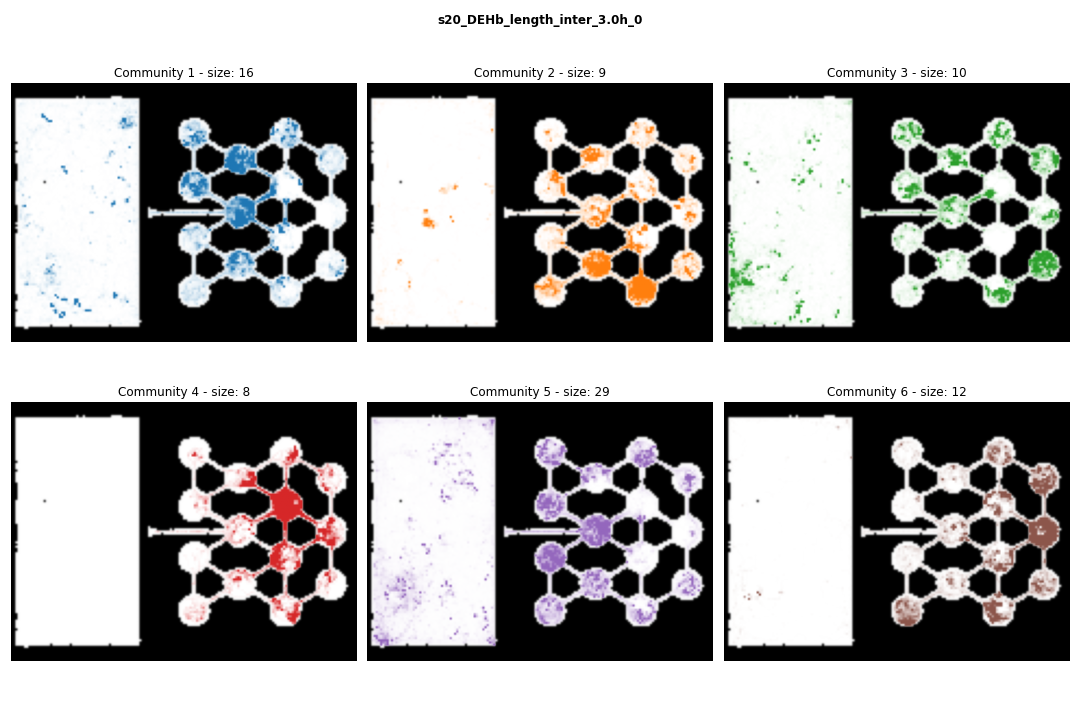 s20_DEHb_length_inter_3.0h_0
Community 1 - size: 16
Community 2 - size: 9
Community 3 - size: 10
Community 4 - size: 8
Community 5 - size: 29
Community 6 - size: 12